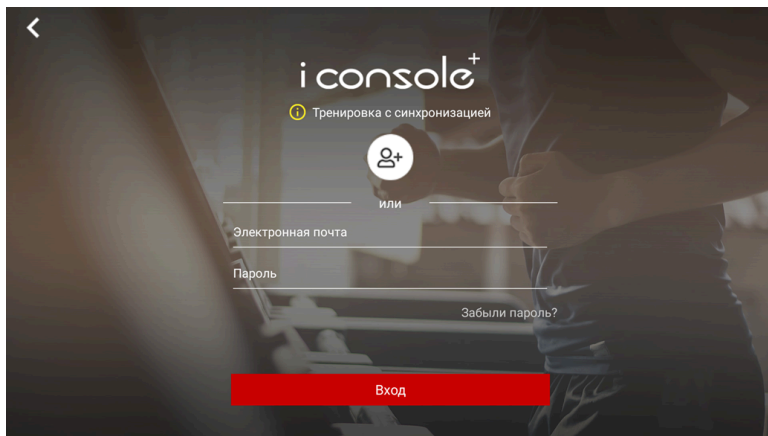 i console+
Тренировка с синхронизацией
или
Электронная почта
Пароль
Забыли пароль?
Вход